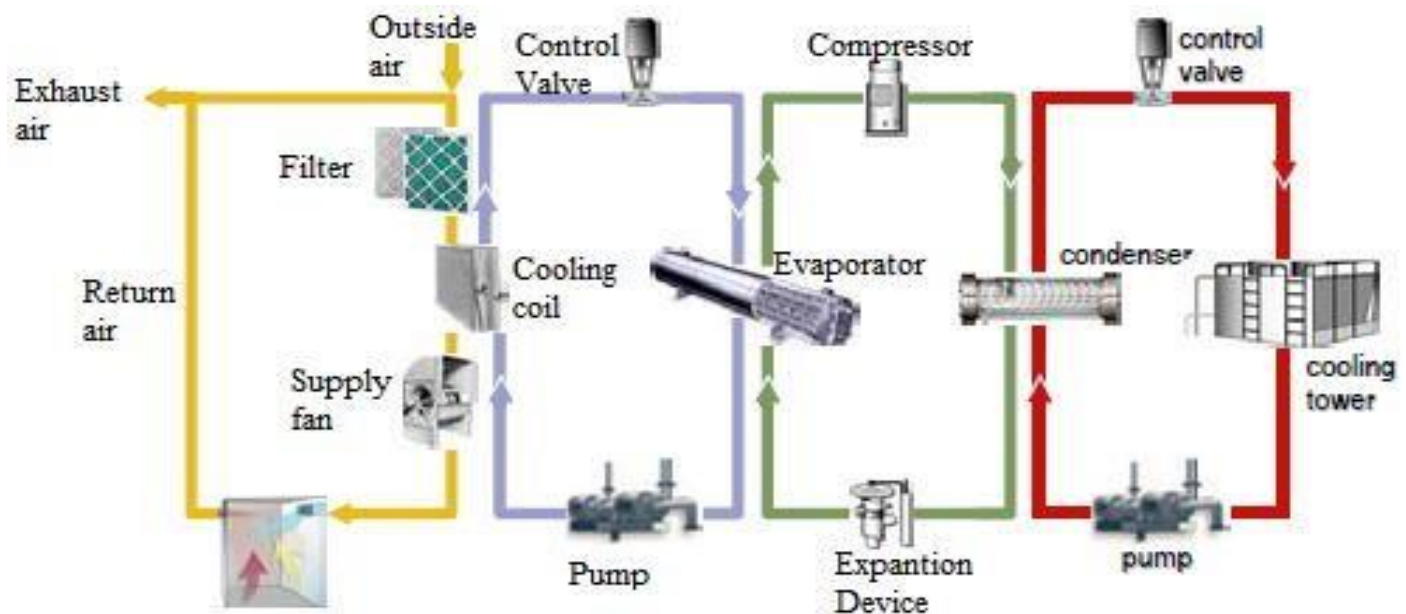 Outside
air
Exhaust
air
Filter
Return
air
Supply
fan
Cooling
coil
Control
Valve
Pump
Evaporator
Compressor
Expantion
Device
condenser
control
valve
cooling
tower
pump